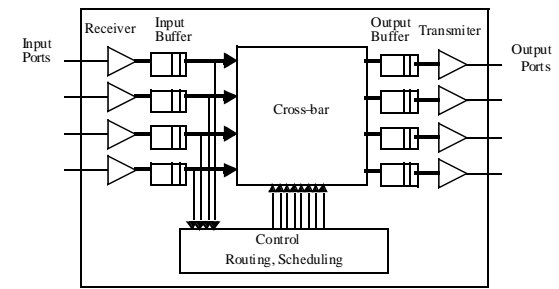 Input
Ports
Receiver
Input
Buffer
Output
Buffer
Transmiter
Output
Ports
Cross-bar
Control
Routing, Scheduling